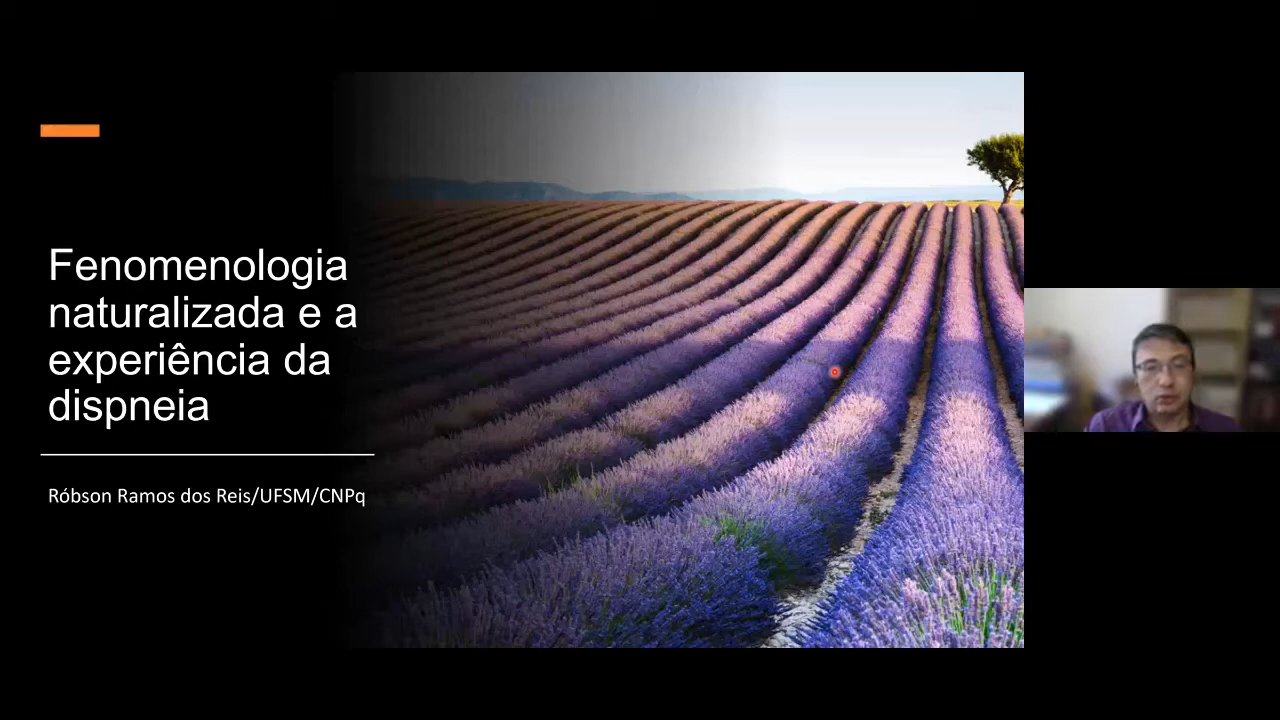 Fenomenologia
naturalizada e a
experiência da
dispneia
Róbson Ramos dos Reis/UFSM/CNPq